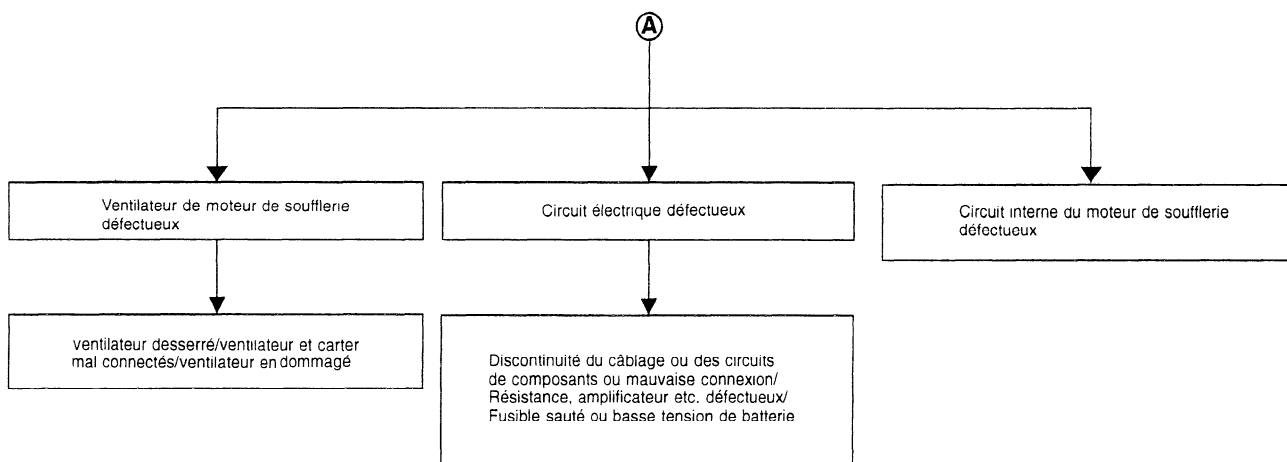 A
Ventilateur de moteur de soufflerie
défectueux
Circuit électrique défectueux
Circuit interne du moteur de soufflerie
défectueux
ventilateur desserré/ventilateur et carter
mal connectés/ventilateur en dommagé
Discontinuité du câblage ou des circuits
de composants ou mauvaise connexion/
Résistance, amplificateur etc. défectueux/
Fusible sauté ou basse tension de batterie